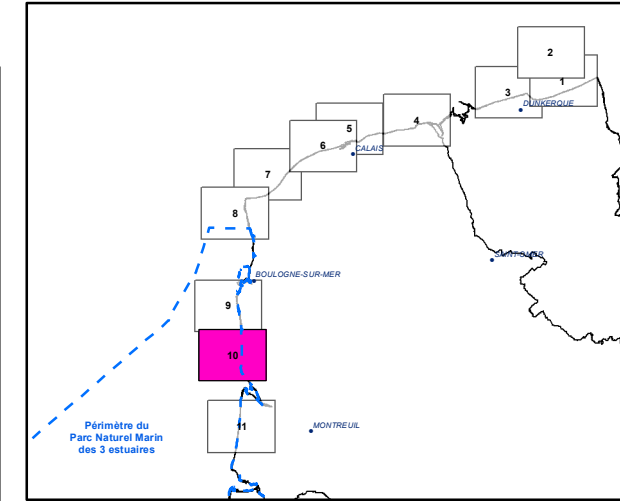 2
1
3
DUNKERQUE
4
5
6
CALAIS
7
8
SAINT-OMER
BOULOGNE-SUR-MER
9
10
11
MONTREUIL
Périmètre du
Parc Naturel Marin
des 3 estuaires